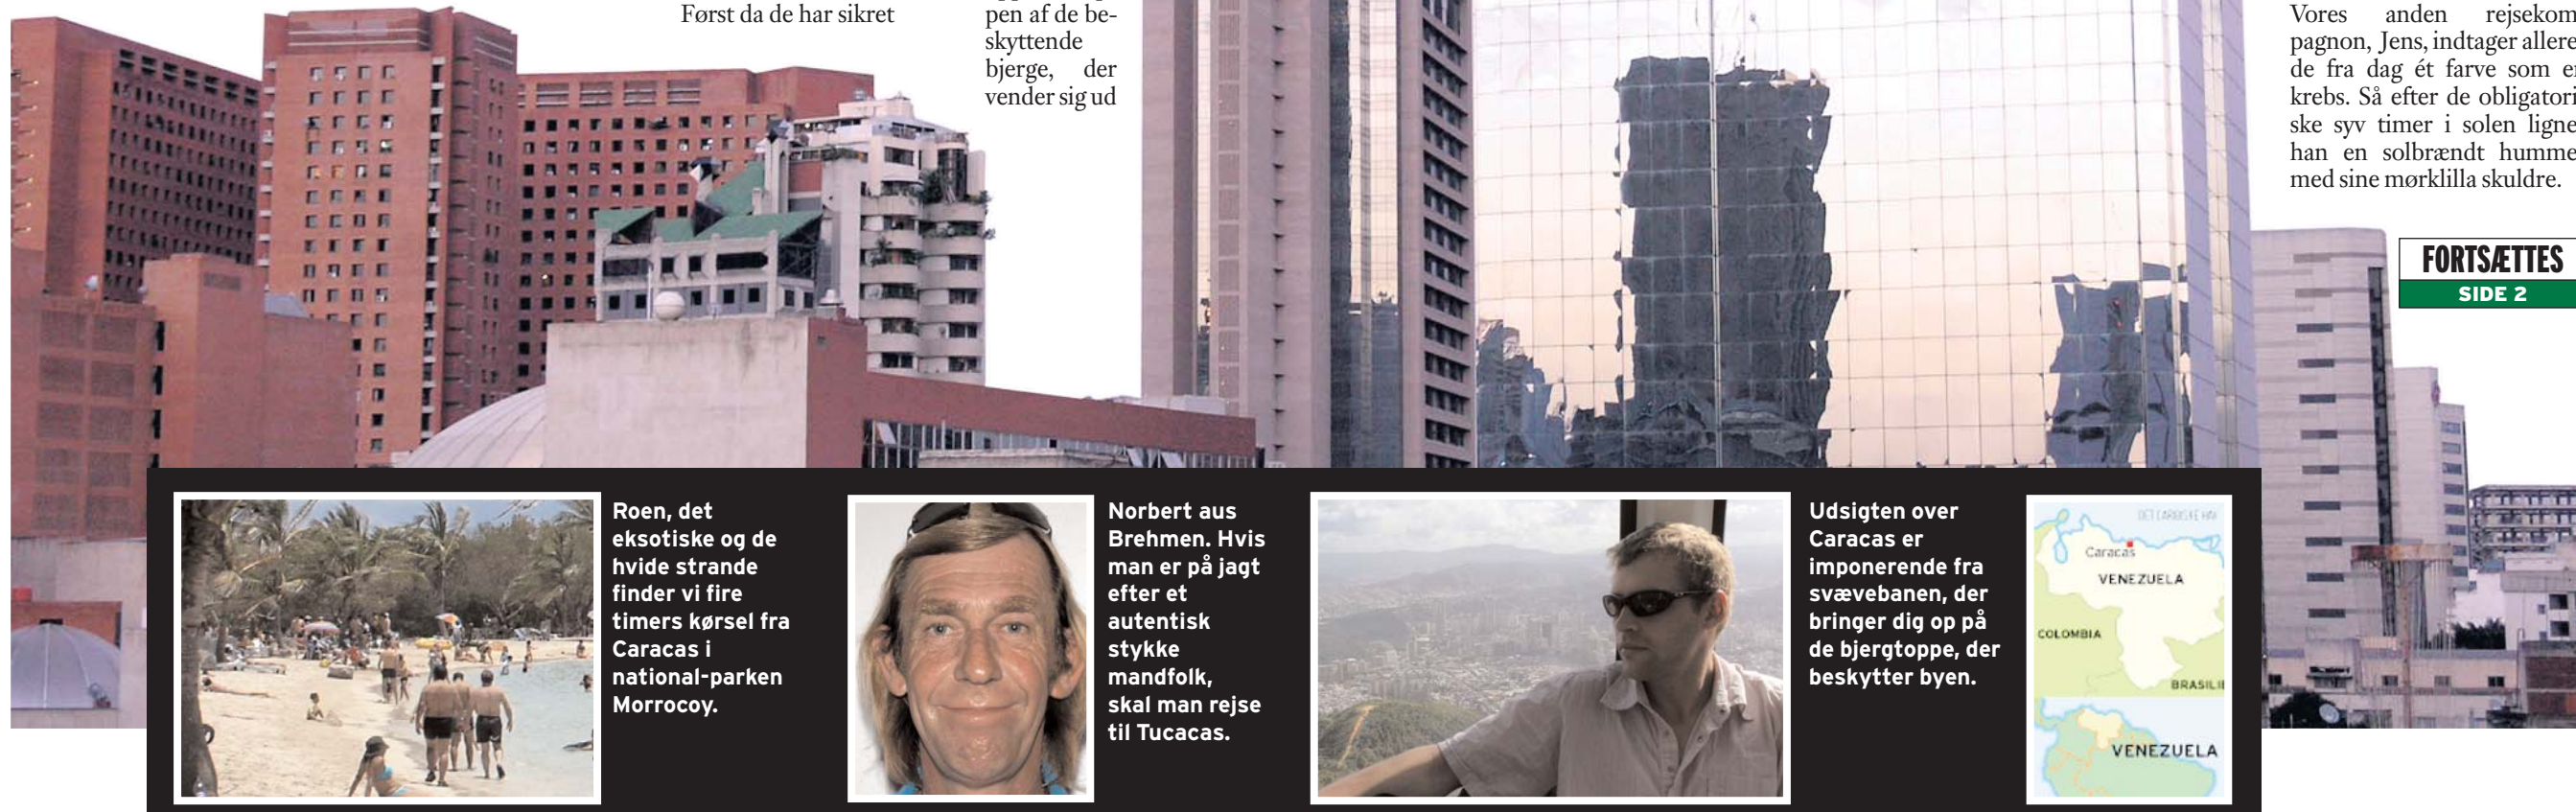 Først da de har sikret
pen af de be-
skyttende
bjerge, der
vender sig ud
Vores anden rejsekom
pagnon, Jens, indtager allere
de fra dag ét farve som e
krebs. Så efter de obligatori
ske syv timer i solen ligne
han en solbrændt humme
med sine mørklilla skuldre.
FORTSÆTTES
SIDE 2
Roen, det
eksotiske og de
hvide strande
finder vi fire
timers kørsel fra
Caracas i
national-parken
Morrocoy.
Norbert aus
Brehmen. Hvis
man er på jagt
efter et
autentisk
stykke
mandfolk,
skal man rejse
til Tucacas.
Udsigten over
Caracas er
imponerende fra
svævebanen, der
bringer dig op på
de bjergtoppe, der
beskytter byen.
DET CARIBISKE HAV
Caracas
VENEZUELA
COLOMBIA
BRASILIE
VENEZUELA